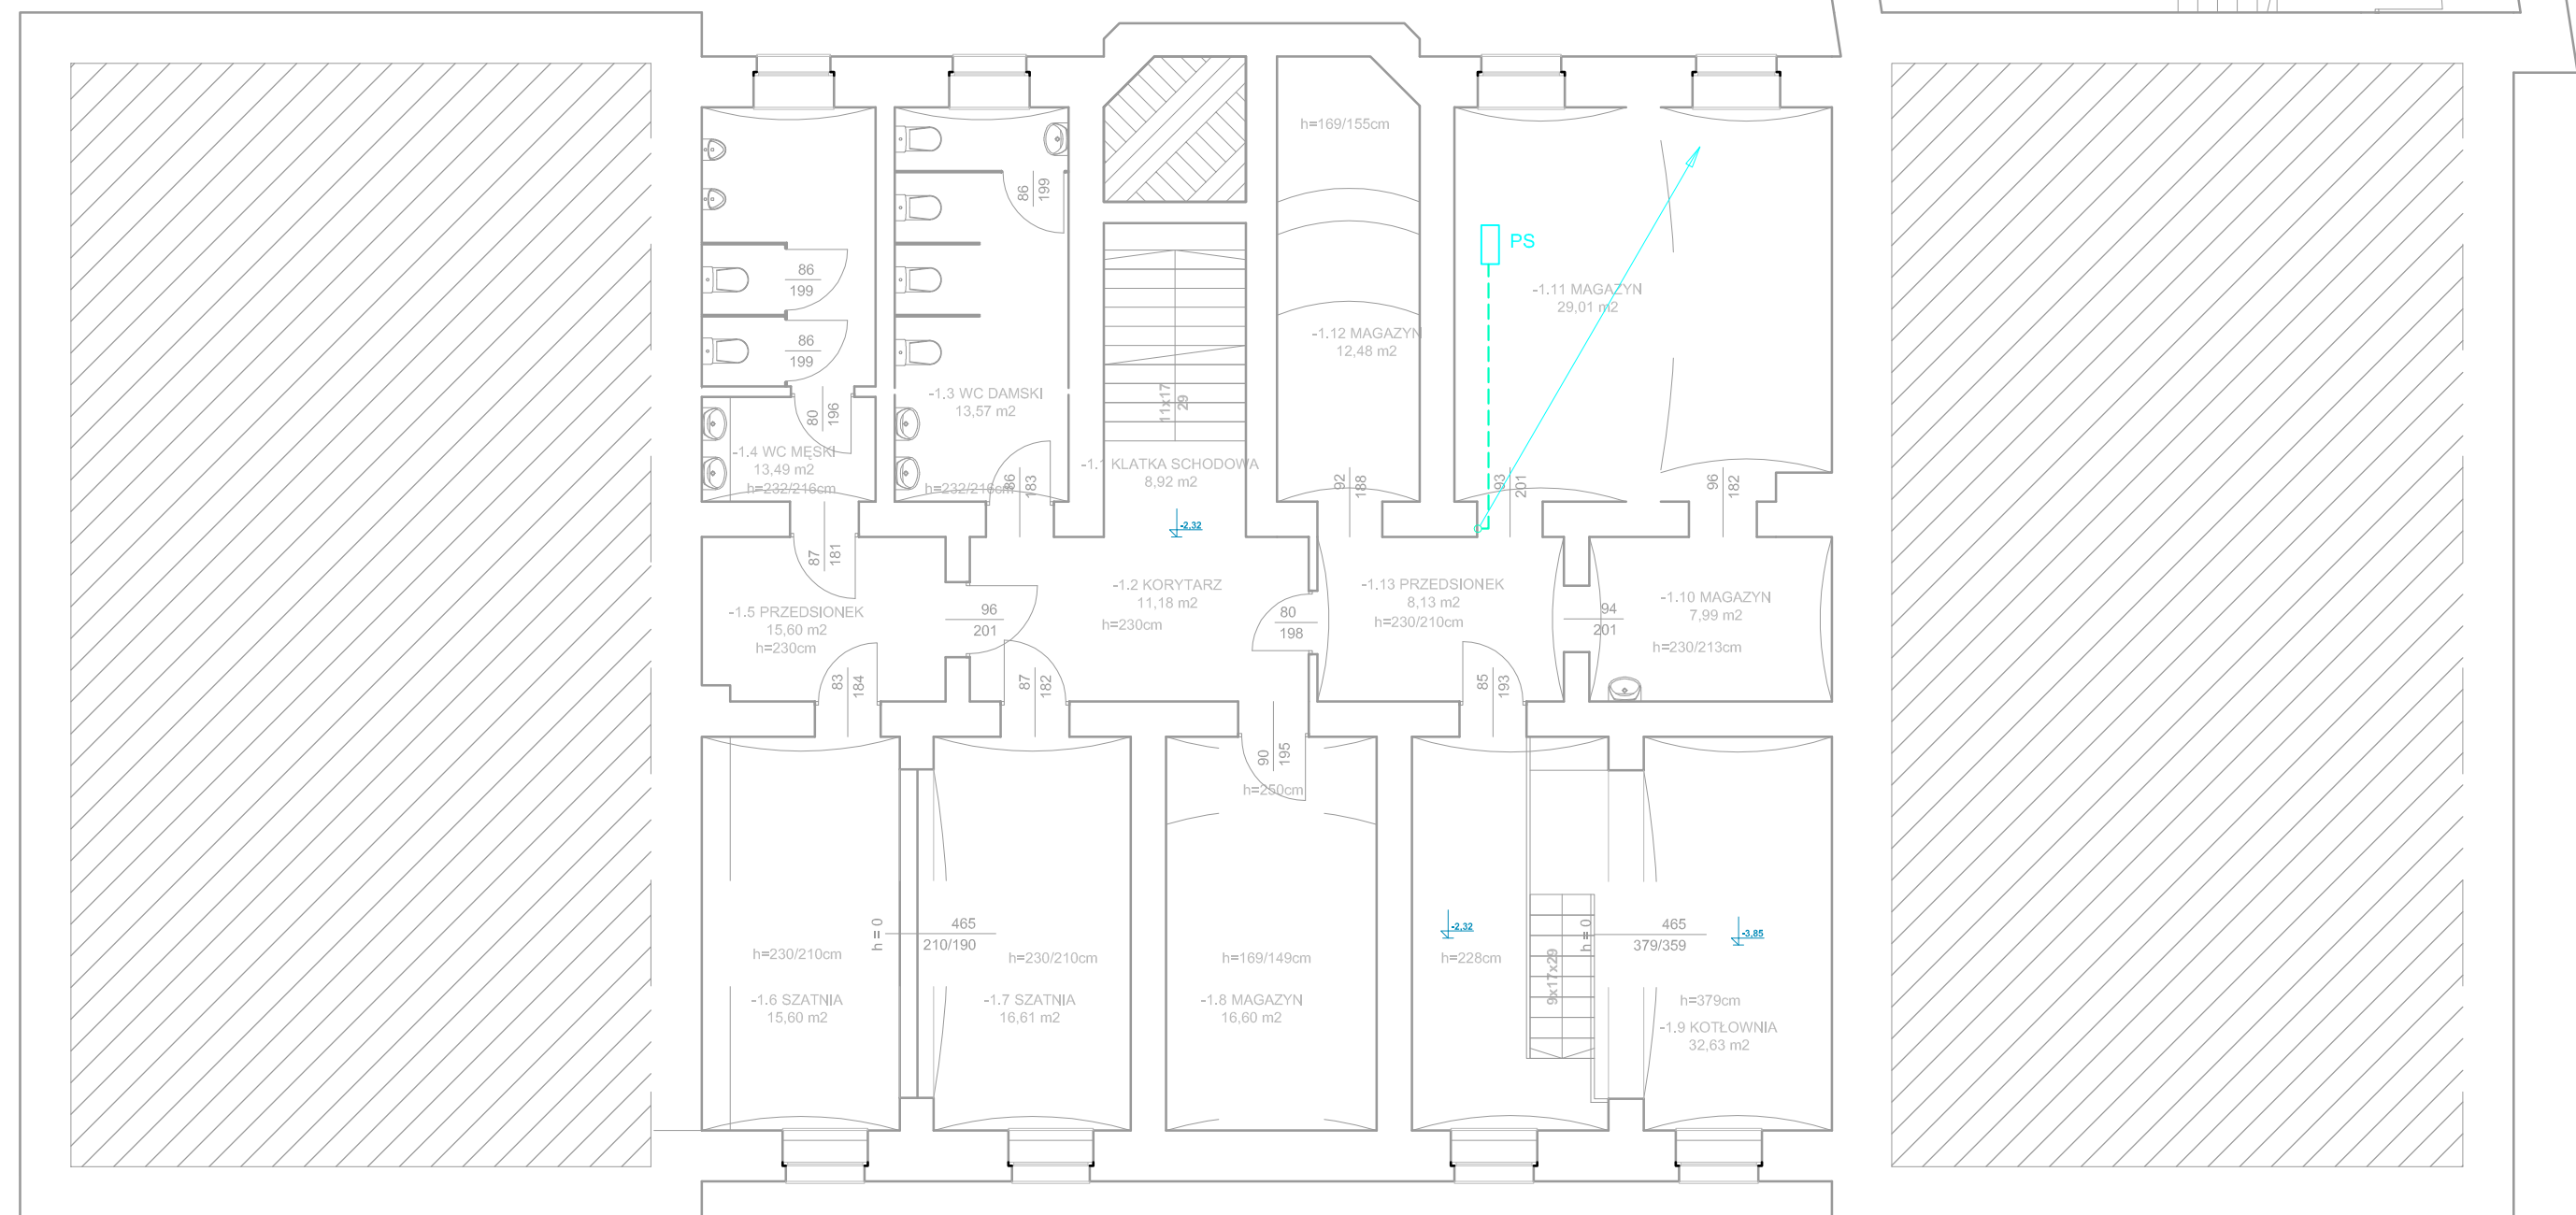 h=169/155cm
86
199
PS
86
199
-1.11 MAGAZYN
29,01 m2
-1.12 MAGAZYN
12,48 m2
86
199
-1.3 WC DAMSKI
13,57 m2
11x17
29
80
196
-1.4 WC MĘSKI
13,49 m2
h=232/216cm
h=232/216cm
86
183
-1.1 KLATKA SCHODOWA
8,92 m2
92
188
93
201
96
182
-2,32
87
181
-1.2 KORYTARZ
11,18 m2
h=230cm
-1.13 PRZEDSIONEK
8,13 m2
h=230/210cm
-1.10 MAGAZYN
7,99 m2
h=230/213cm
-1.5 PRZEDSIONEK
15,60 m2
h=230cm
96
201
80
198
94
201
83
184
87
182
85
193
90
195
h=250cm
h = 0
465
210/190
-2,32
h = 0
465
379/359
-3,85
h=230/210cm
h=230/210cm
h=169/149cm
h=228cm
9x17x29
-1.6 SZATNIA
15,60 m2
-1.7 SZATNIA
16,61 m2
-1.8 MAGAZYN
16,60 m2
h=379cm
-1.9 KOTŁOWNIA
32,63 m2